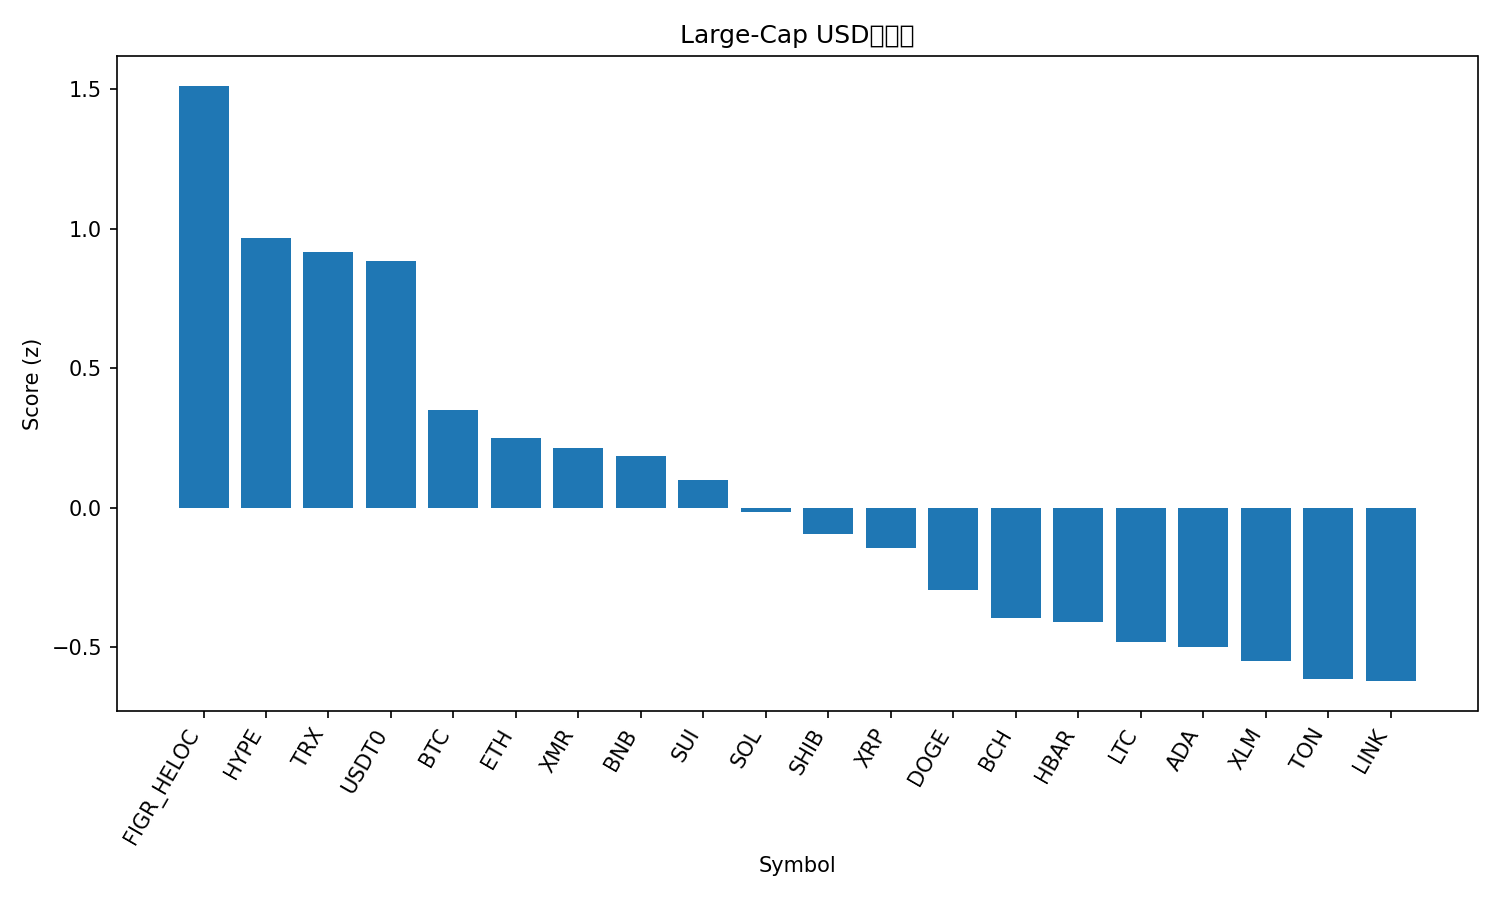 Large-Cap USD
1.5
1.0
0.5
0.0
−0.5
Score (z)
FIGR_HELOC
HYPE
TRX
USDT0
BTC
ETH
XMR
BNB
SUI
SOL
SHIB
XRP
DOGE
BCH
HBAR
LTC
ADA
XLM
TON
LINK
Symbol